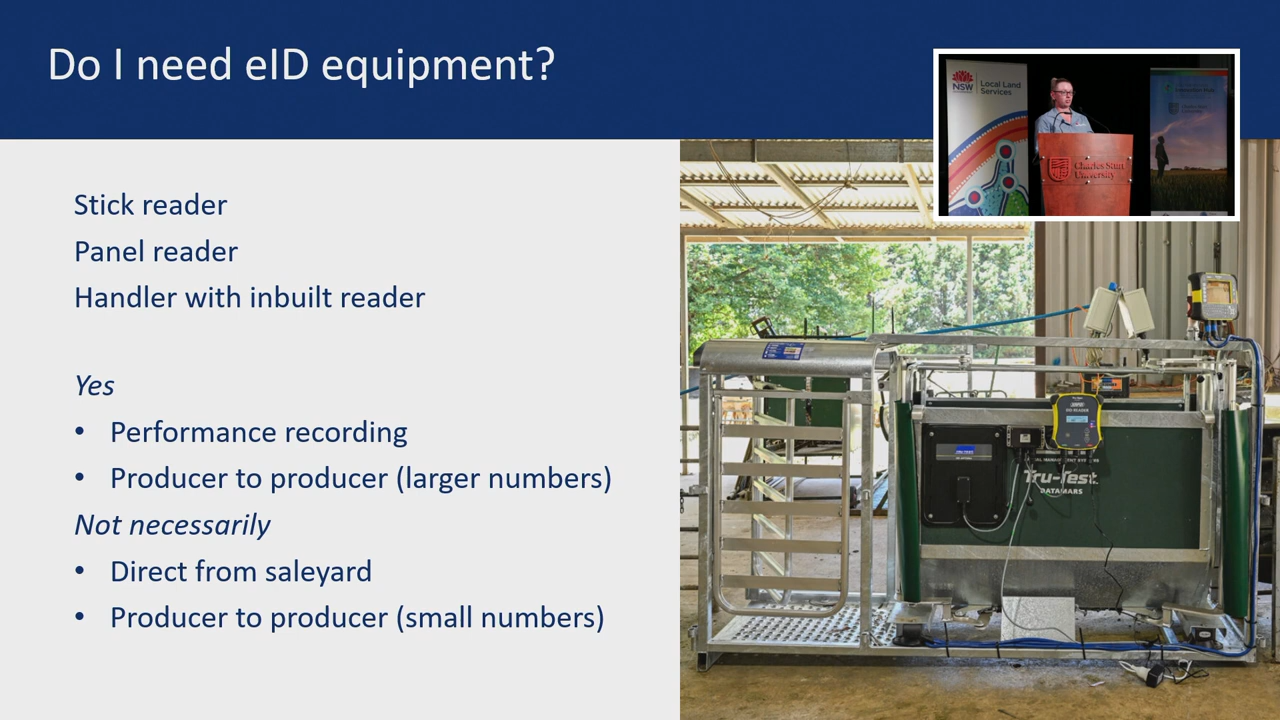 Do I need eID equipment?
NSW
Local Land
Services
Charles Sturt
University
Stick reader
Panel reader
Handler with inbuilt reader
Yes
• Performance recording
• Producer to producer (larger numbers)
Not necessarily
• Direct from saleyard
• Producer to producer (small numbers)
Tru-Test
DATAMARS